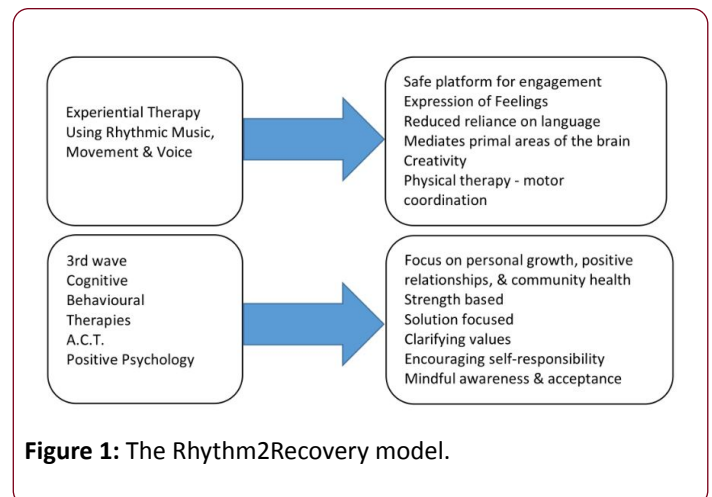 Experiential Therapy
Using Rhythmic Music,
Movement & Voice
Safe platform for engagement
Expression of Feelings
Reduced reliance on language
Mediates primal areas of the brain
Creativity
Physical therapy - motor
coordination
3rd wave
Cognitive
Behavioural
Therapies
A.C.T.
Positive Psychology
Focus on personal growth, positive
relationships, & community health
Strength based
Solution focused
Clarifying values
Encouraging self-responsibility
Mindful awareness & acceptance
Figure 1: The Rhythm2Recovery model.